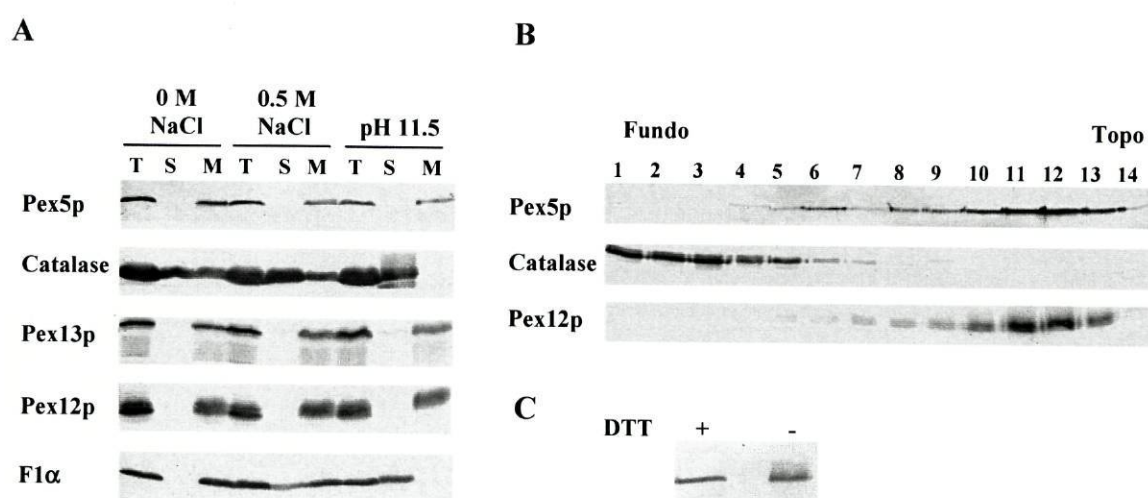 A
0 M NaCl 0.5 M NaCl pH 11.5
T S M T S M T S M
Pex5p
Catalase
Pex13p
Pex12p
F1α
B
Fundo Topo
1 2 3 4 5 6 7 8 9 10 11 12 13 14
Pex5p
Catalase
Pex12p
C
DTT + -